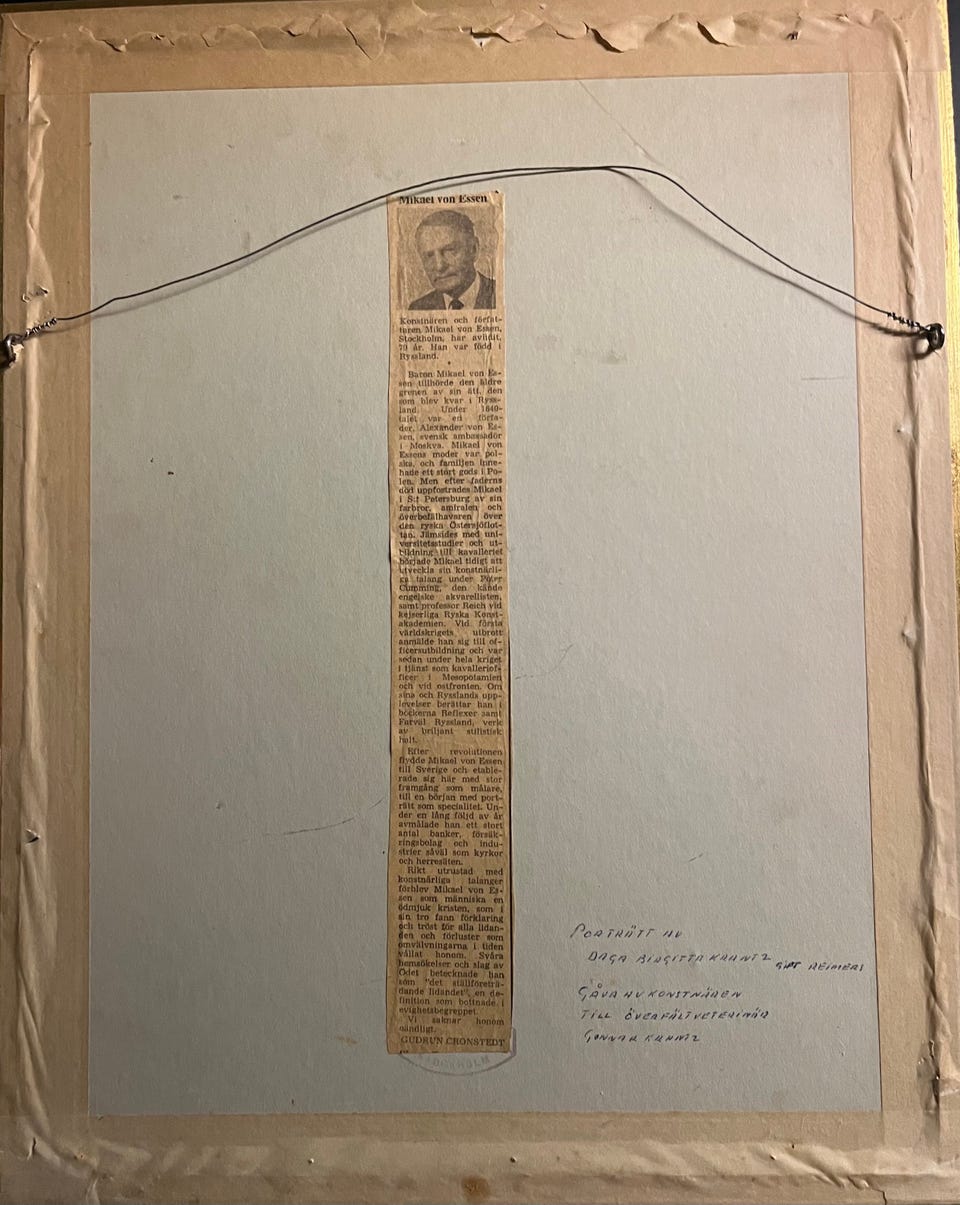 Mikael von Essen
Konstnären och förfat-
taren Mikael von Essen,
Stockholm, har avlidit,
79 år. Han var född i
Ryssland.
Baron Mikael von Es-
sen tillhörde den äldre
grenen av sin ätt, den
som blev kvar i Ryss-
land. Under 1840-
talet var en förfa-
der, Alexander von Es-
sen, svensk ambassadör
i Moskva. Mikael von
Essens moder var pol-
ska, och familjen inne-
hade ett stort gods i Po-
len. Men efter faderns
död uppfostrades Mikael
i S:t Petersburg av sin
farbror, amiralen och
överbefälhavaren över
den ryska Östersjöflot-
tan. Jämsides med uni-
versitetsstudier och ut-
bildning till kavalleriet
började Mikael tidigt att
utveckla sin konstnärli-
ga talang under Peter
Cumming, den kände
engelske akvarellisten,
samt professor Reich vid
kejserliga Ryska Konst-
akademien. Vid första
världskrigets utbrott
anmälde han sig till of-
ficersutbildning och var
sedan under hela kriget
i tjänst som kavalleriof-
ficer i Mesopotamien
och vid ostfronten. Om
sina och Rysslands upp-
levelser berättar han i
böckerna Reflexer samt
Farväl Ryssland, verk
av briljant stilistisk
halt.
Efter revolutionen
flydde Mikael von Essen
till Sverige och etable-
rade sig här med stor
framgång som målare,
till en början med port-
rätt som specialitet. Un-
der en lång följd av år
avmålade han ett stort
antal banker, försäk-
ringsbolag och indu-
strier såväl som kyrkor
och herresäten.
Rikt utrustad med
konstnärliga talanger
förblev Mikael von Es-
sen som människa en
ödmjuk kristen, som i
sin tro fann förklaring
och tröst för alla lidan-
den och förluster som
omvälvningarna i tiden
vållat honom. Svåra
hemsökelser och slag av
Ödet betecknade han
som "det ställföreträ-
dande lidandet", en de-
finition som bottnade i
evighetsbegreppet.
Vi saknar honom
oändligt.
GUDRUN CRONSTEDT
STOCKHOLM
PORTRÄTT AV
DAGA BIRGITTA KRANTZ GIFT REIMERS
GÅVA AV KONSTNÄREN
TILL ÖVERFÄLTVETERINÄR
GUNNAR KRANTZ